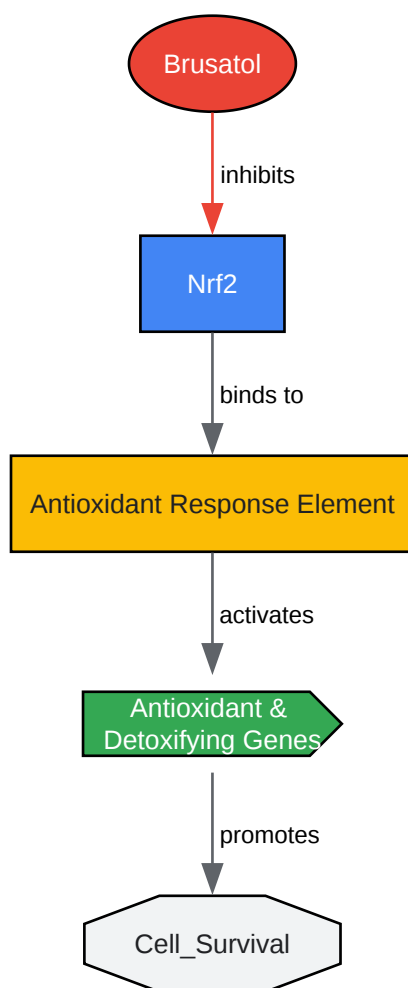 Brusatol
inhibits
Nrf2
binds to
Antioxidant Response Element
activates
Antioxidant &
Detoxifying Genes
promotes
Cell_Survival